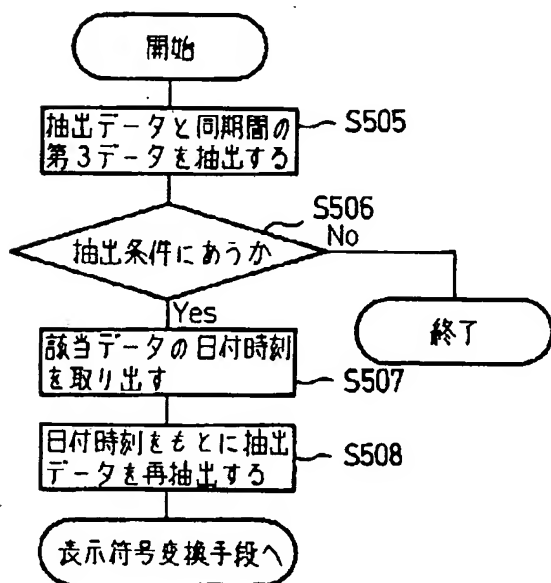 開始
抽出データと同期間の
第3データを抽出する
S505
S506
抽出条件にあうか
No
Yes
終了
該当データの日付時刻
を取り出す
S507
日付時刻をもとに抽出
データを再抽出する
S508
表示符号変換手段へ